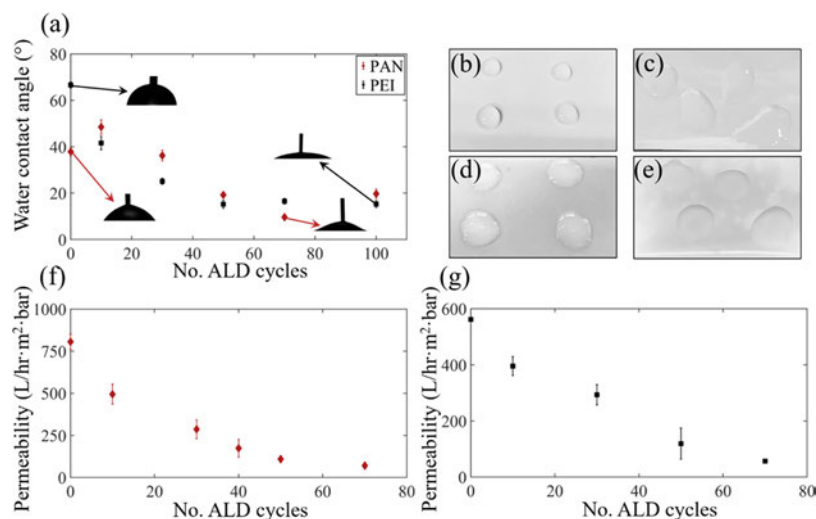 (a)
80
60
40
20
0
Water contact angle (°)
PAN
PEI
0 20 40 60 80 100
No. ALD cycles
(b)
(c)
(d)
(e)
(f)
1000
750
500
250
0
Permeability (L/hr·m²·bar)
0 20 40 60 80
No. ALD cycles
(g)
600
400
200
0
Permeability (L/hr·m²·bar)
0 20 40 60 80
No. ALD cycles